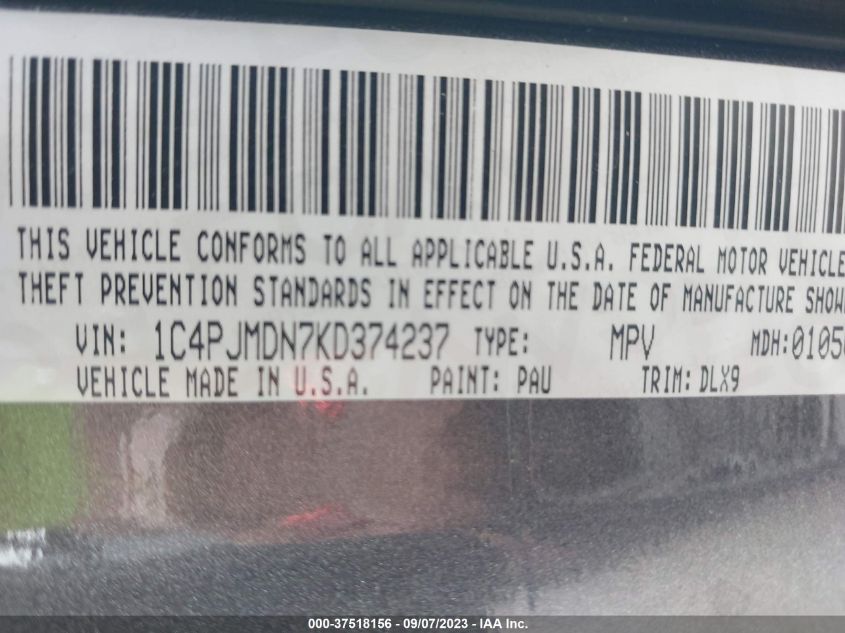 THIS VEHICLE CONFORMS TO ALL APPLICABLE U.S.A. FEDERAL MOTOR VEHICLE
THEFT PREVENTION STANDARDS IN EFFECT ON THE DATE OF MANUFACTURE
VIN: 1C4PJMDN7KD374237 TYPE: MPV MDH:0105
VEHICLE MADE IN U.S.A. PAINT: PAU TRIM: DLX9
000-37518156 - 09/07/2023 - IAA Inc.